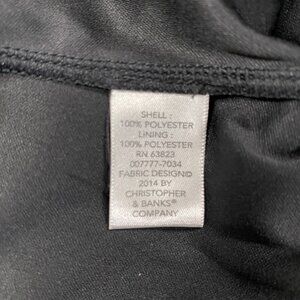 SHELL :
100% POLYESTER
LINING :
100% POLYESTER
RN 63823
007777-7034
FABRIC DESIGN©
2014 BY
CHRISTOPHER
& BANKS®
COMPANY